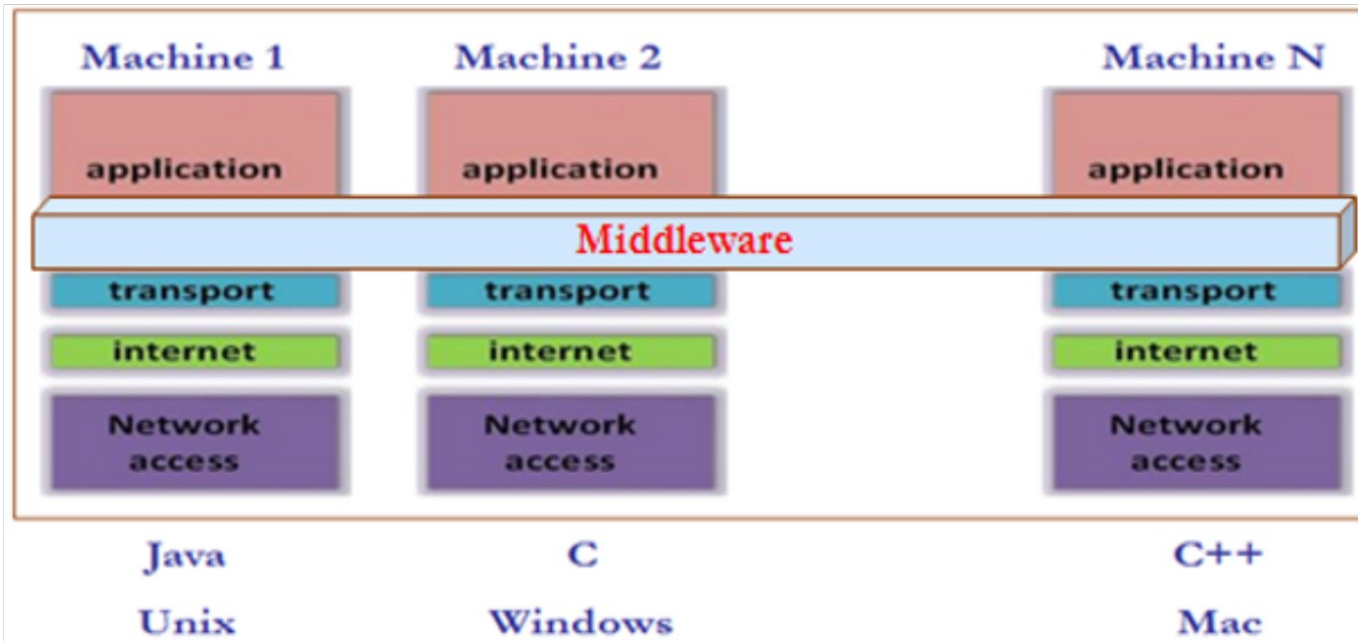 Machine 1 Machine 2 Machine N
application application application
Middleware
transport transport transport
internet internet internet
Network Network Network
access access access
Java C C++
Unix Windows Mac